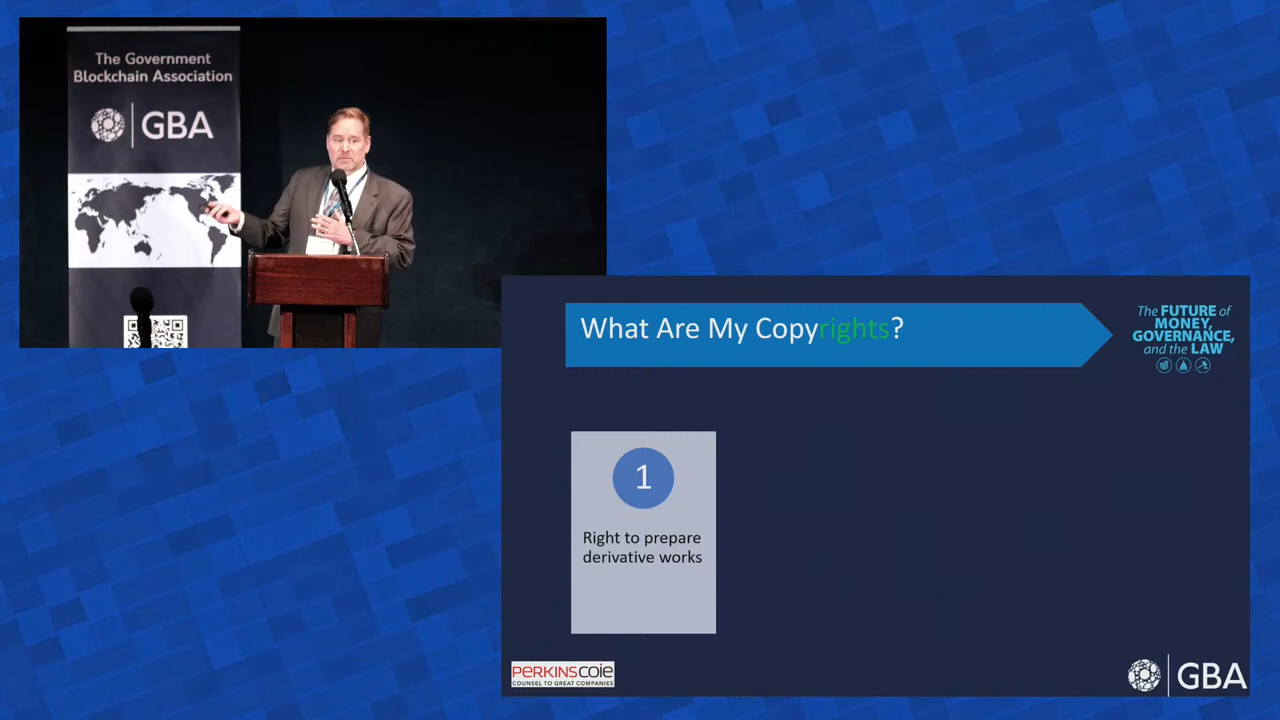 The Government
Blockchain Association
GBA
What Are My Copyrights?
The FUTURE of
MONEY,
GOVERNANCE,
and the LAW
1
Right to prepare
derivative works
PERKINSCOIE
COUNSEL TO GREAT COMPANIES
GBA